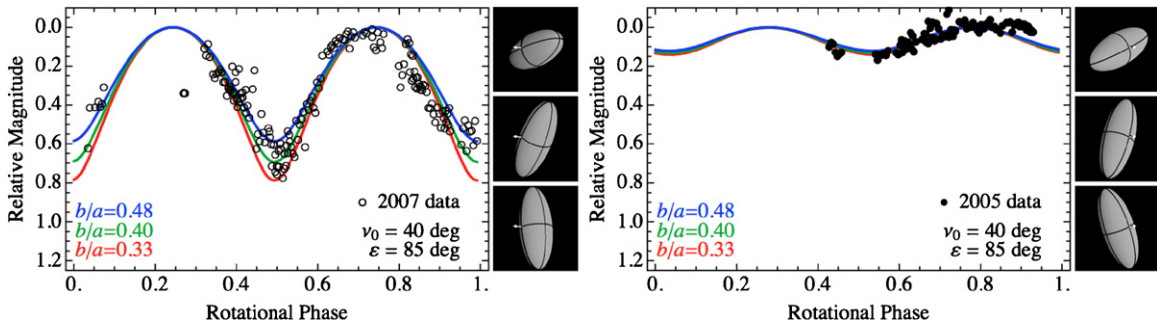 0.0
0.2
0.4
0.6
0.8
1.0
1.2
Relative Magnitude
b/a=0.48
b/a=0.40
b/a=0.33
2007 data
ν0 = 40 deg
ε = 85 deg
0. 0.2 0.4 0.6 0.8 1.
Rotational Phase
0.0
0.2
0.4
0.6
0.8
1.0
1.2
Relative Magnitude
b/a=0.48
b/a=0.40
b/a=0.33
2005 data
ν0 = 40 deg
ε = 85 deg
0. 0.2 0.4 0.6 0.8 1.
Rotational Phase